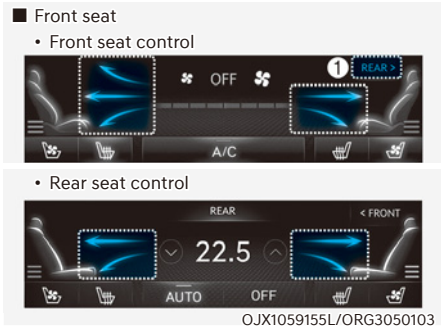 ■ Front seat
• Front seat control
OFF
① REAR >
A/C
• Rear seat control
REAR
< FRONT
22.5
AUTO
OFF
OJX1059155L/ORG3050103